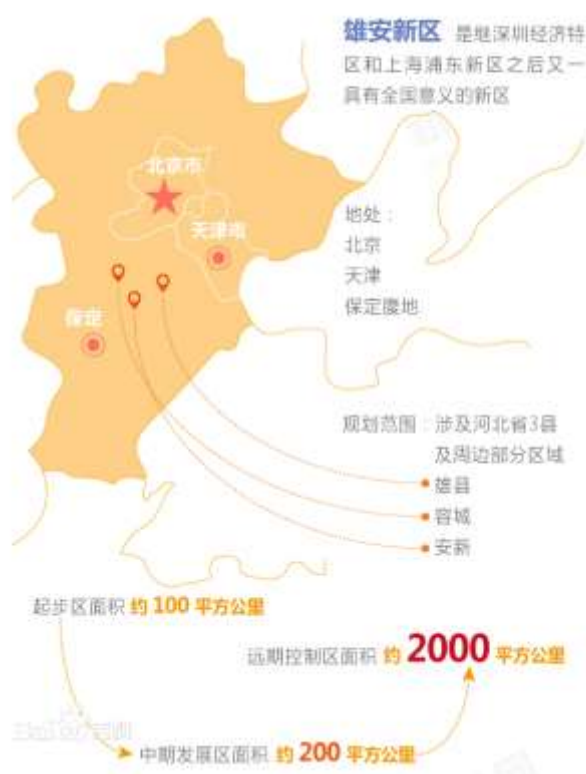 雄安新区 是继深圳经济特
区和上海浦东新区之后又一
具有全国意义的新区
北京市
地处：
北京
天津市
天津
保定腹地
保定
规划范围：涉及河北省3县
及周边部分区域
雄县
容城
安新
起步区面积 约 100 平方公里
远期控制区面积 约 2000 平方公里
中期发展区面积 约 200 平方公里